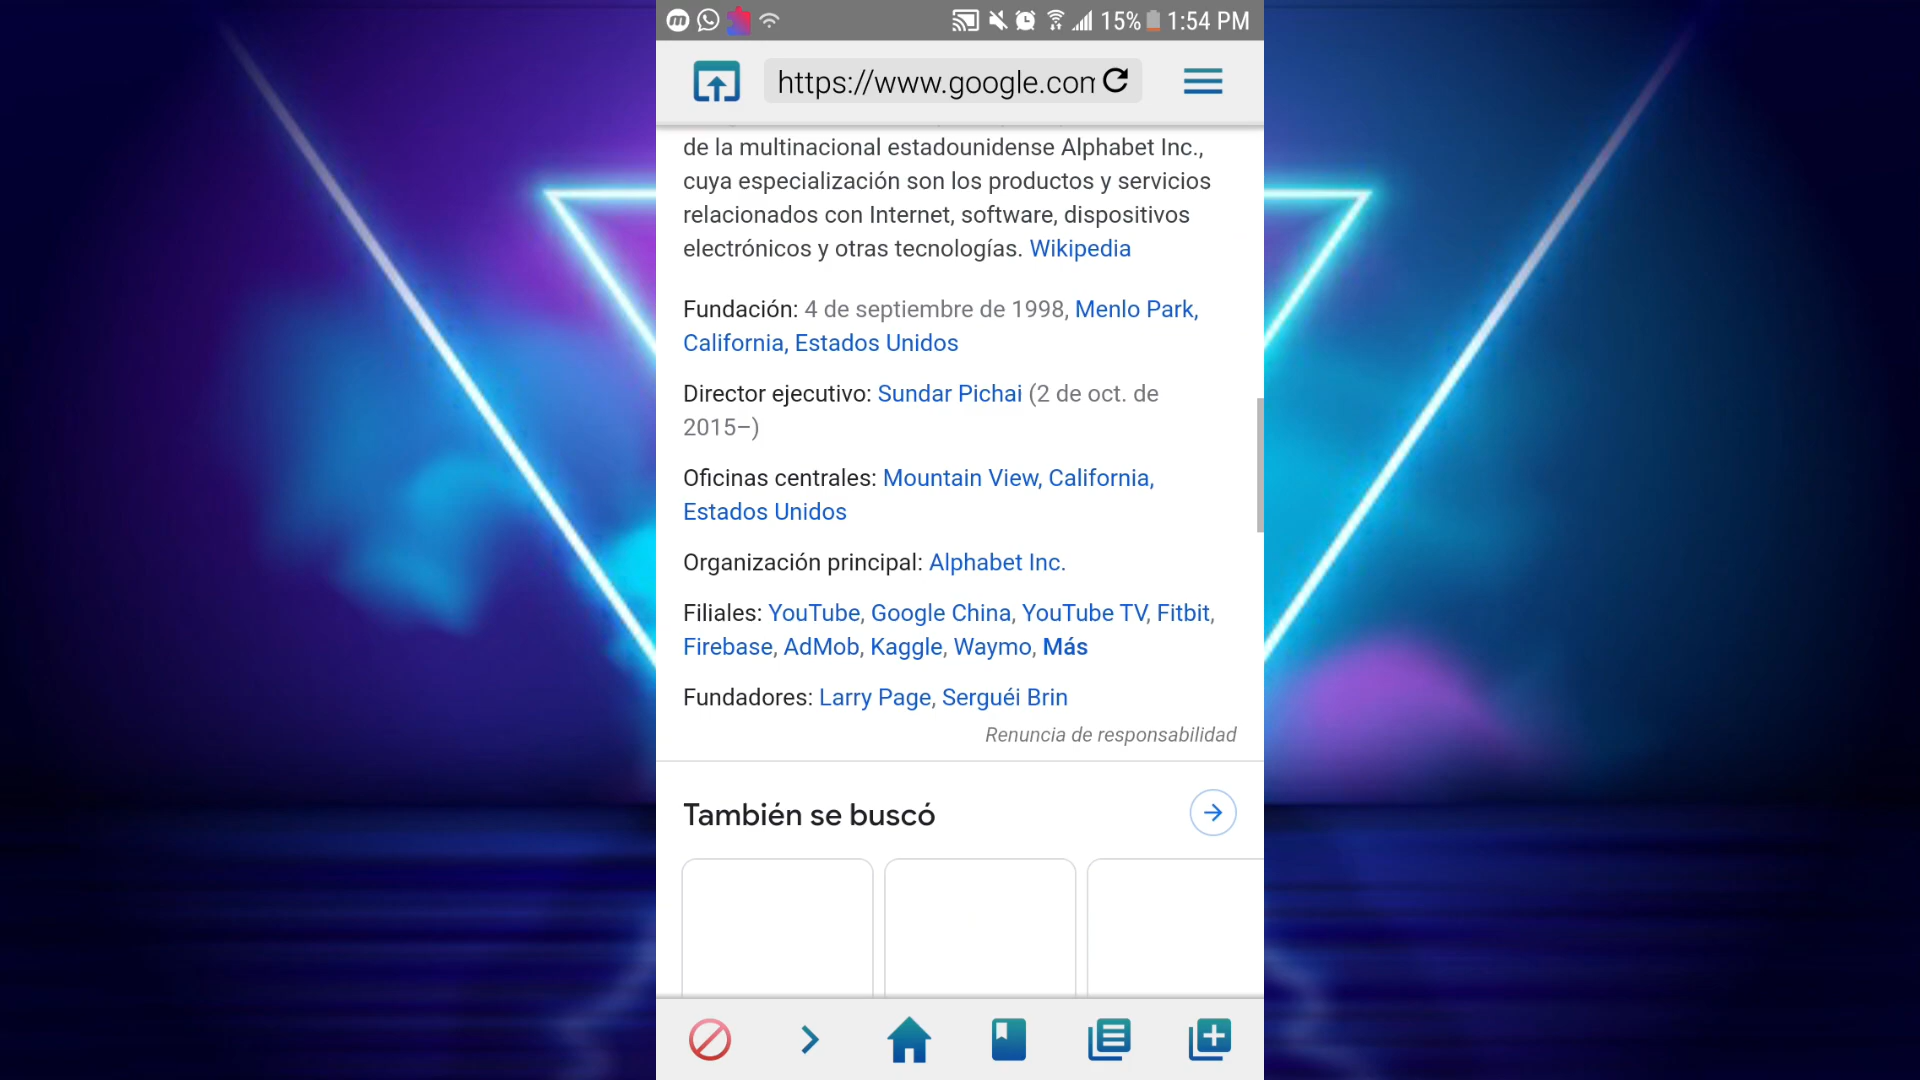 15% 1:54 PM
https://www.google.com
de la multinacional estadounidense Alphabet Inc.,
cuya especialización son los productos y servicios
relacionados con Internet, software, dispositivos
electrónicos y otras tecnologías. Wikipedia
Fundación: 4 de septiembre de 1998, Menlo Park,
California, Estados Unidos
Director ejecutivo: Sundar Pichai (2 de oct. de
2015–)
Oficinas centrales: Mountain View, California,
Estados Unidos
Organización principal: Alphabet Inc.
Filiales: YouTube, Google China, YouTube TV, Fitbit,
Firebase, AdMob, Kaggle, Waymo, Más
Fundadores: Larry Page, Serguéi Brin
Renuncia de responsabilidad
También se buscó